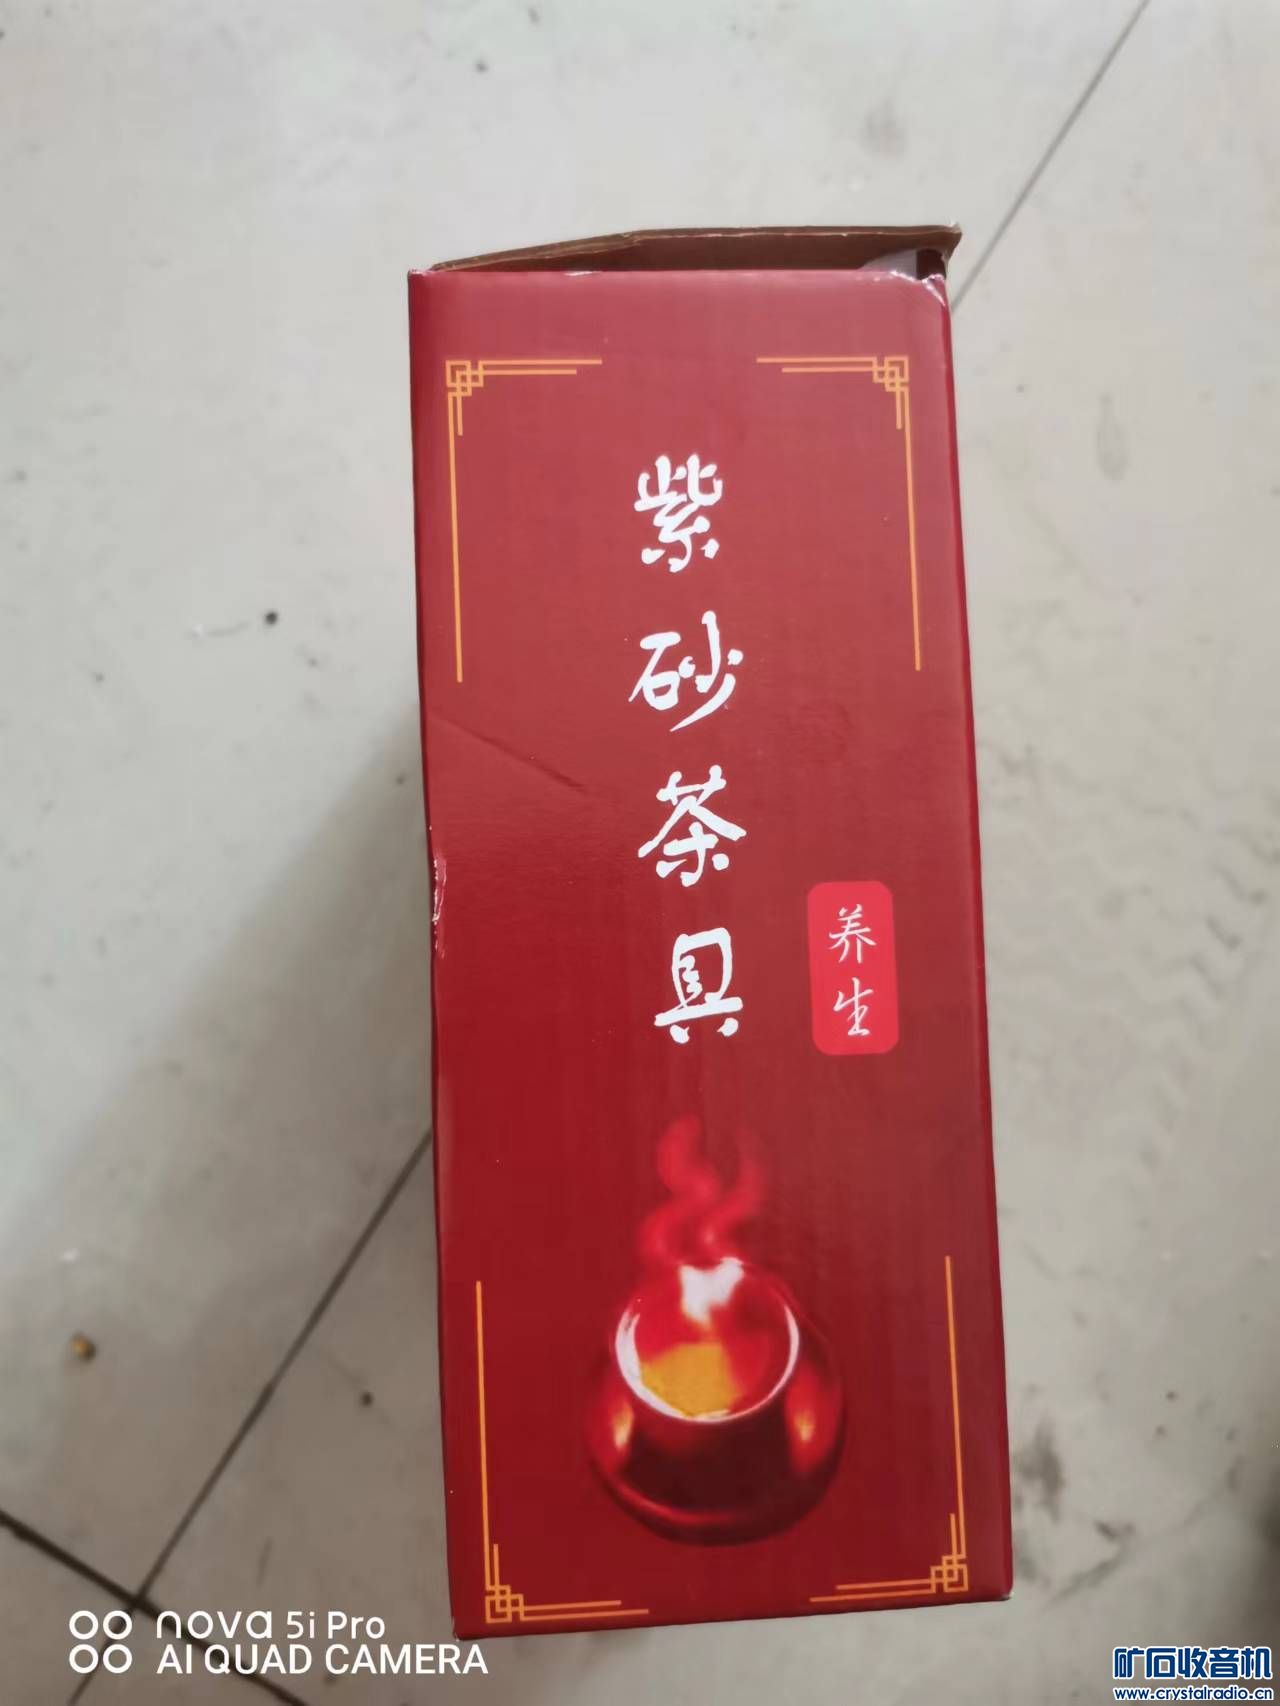 紫砂茶具
养生
nova 5i Pro
AI QUAD CAMERA
矿石收音机
www.crystalradio.cn